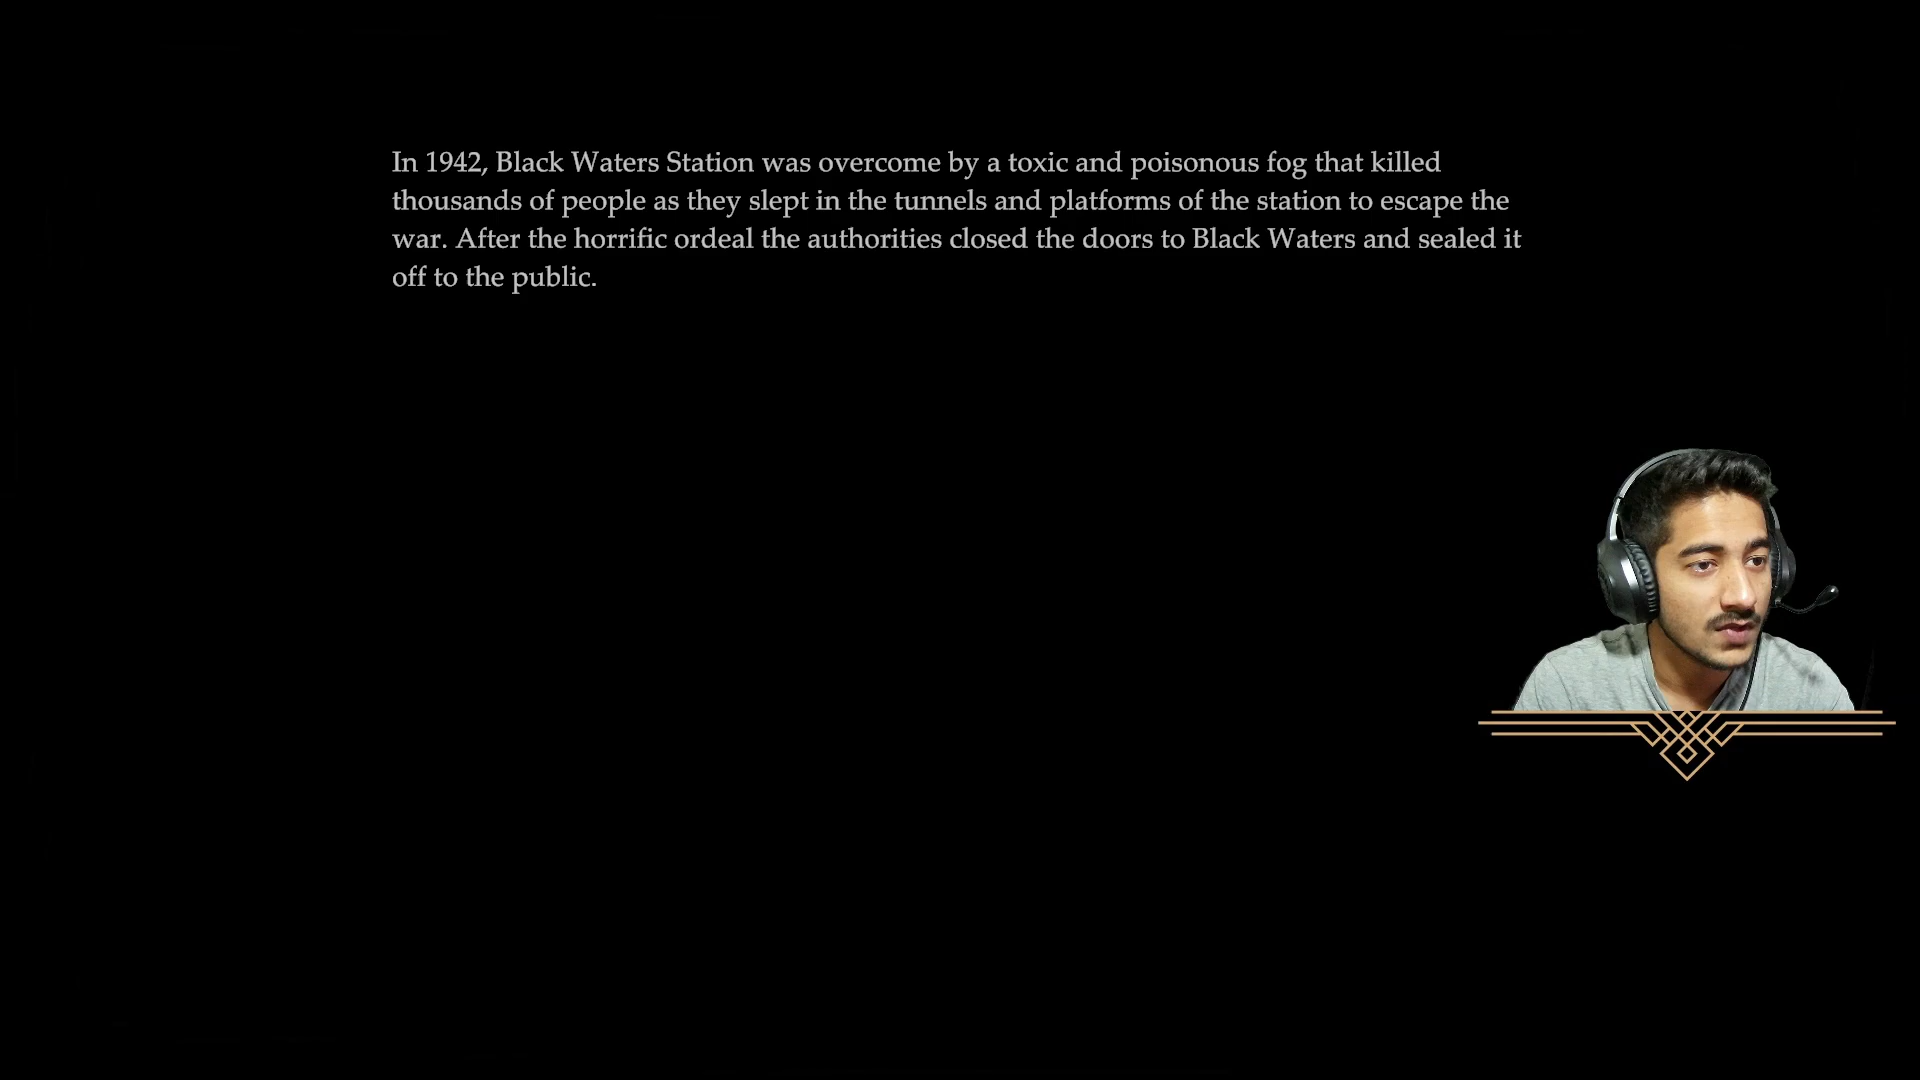 In 1942, Black Waters Station was overcome by a toxic and poisonous fog that killed
thousands of people as they slept in the tunnels and platforms of the station to escape the
war. After the horrific ordeal the authorities closed the doors to Black Waters and sealed it
off to the public.